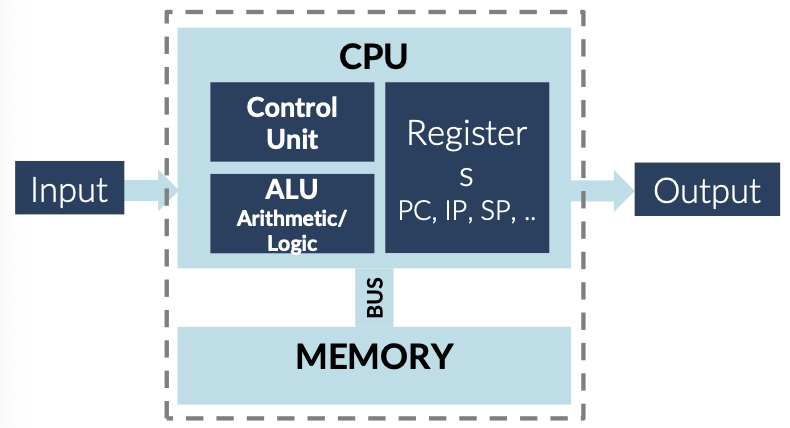 CPU
Control
Unit
ALU
Arithmetic/
Logic
Register
s
PC, IP, SP, ..
Input
Output
BUS
MEMORY